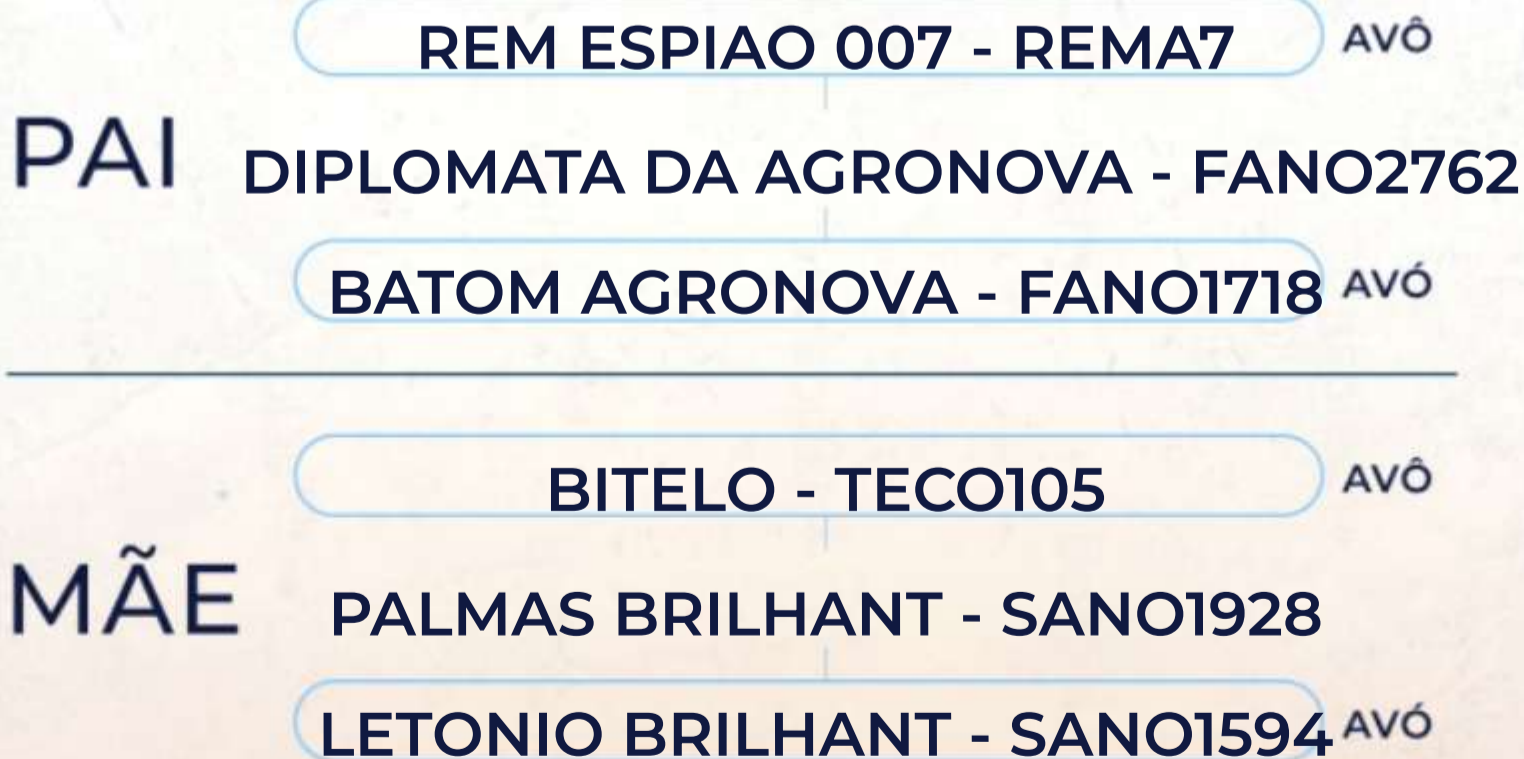 REM ESPIAO 007 - REMA7 AVÔ
PAI DIPLOMATA DA AGRONOVA - FANO2762
BATOM AGRONOVA - FANO1718 AVÓ
BITELO - TECO105 AVÔ
MÃE PALMAS BRILHANT - SANO1928
LETONIO BRILHANT - SANO1594 AVÓ